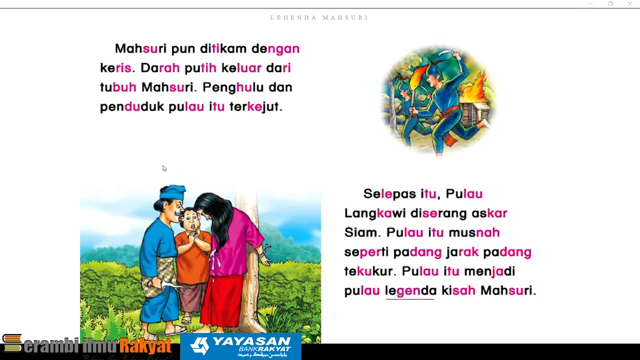 LEGENDA MAHSURI
Mahsuri pun ditikam dengan
keris. Darah putih keluar dari
tubuh Mahsuri. Penghulu dan
penduduk pulau itu terkejut.
Selepas itu, Pulau
Langkawi diserang askar
Siam. Pulau itu musnah
seperti padang jarak padang
tekukur. Pulau itu menjadi
pulau legenda kisah Mahsuri.
Serambi Ilmu Rakyat
YAYASAN
BANK RAKYAT